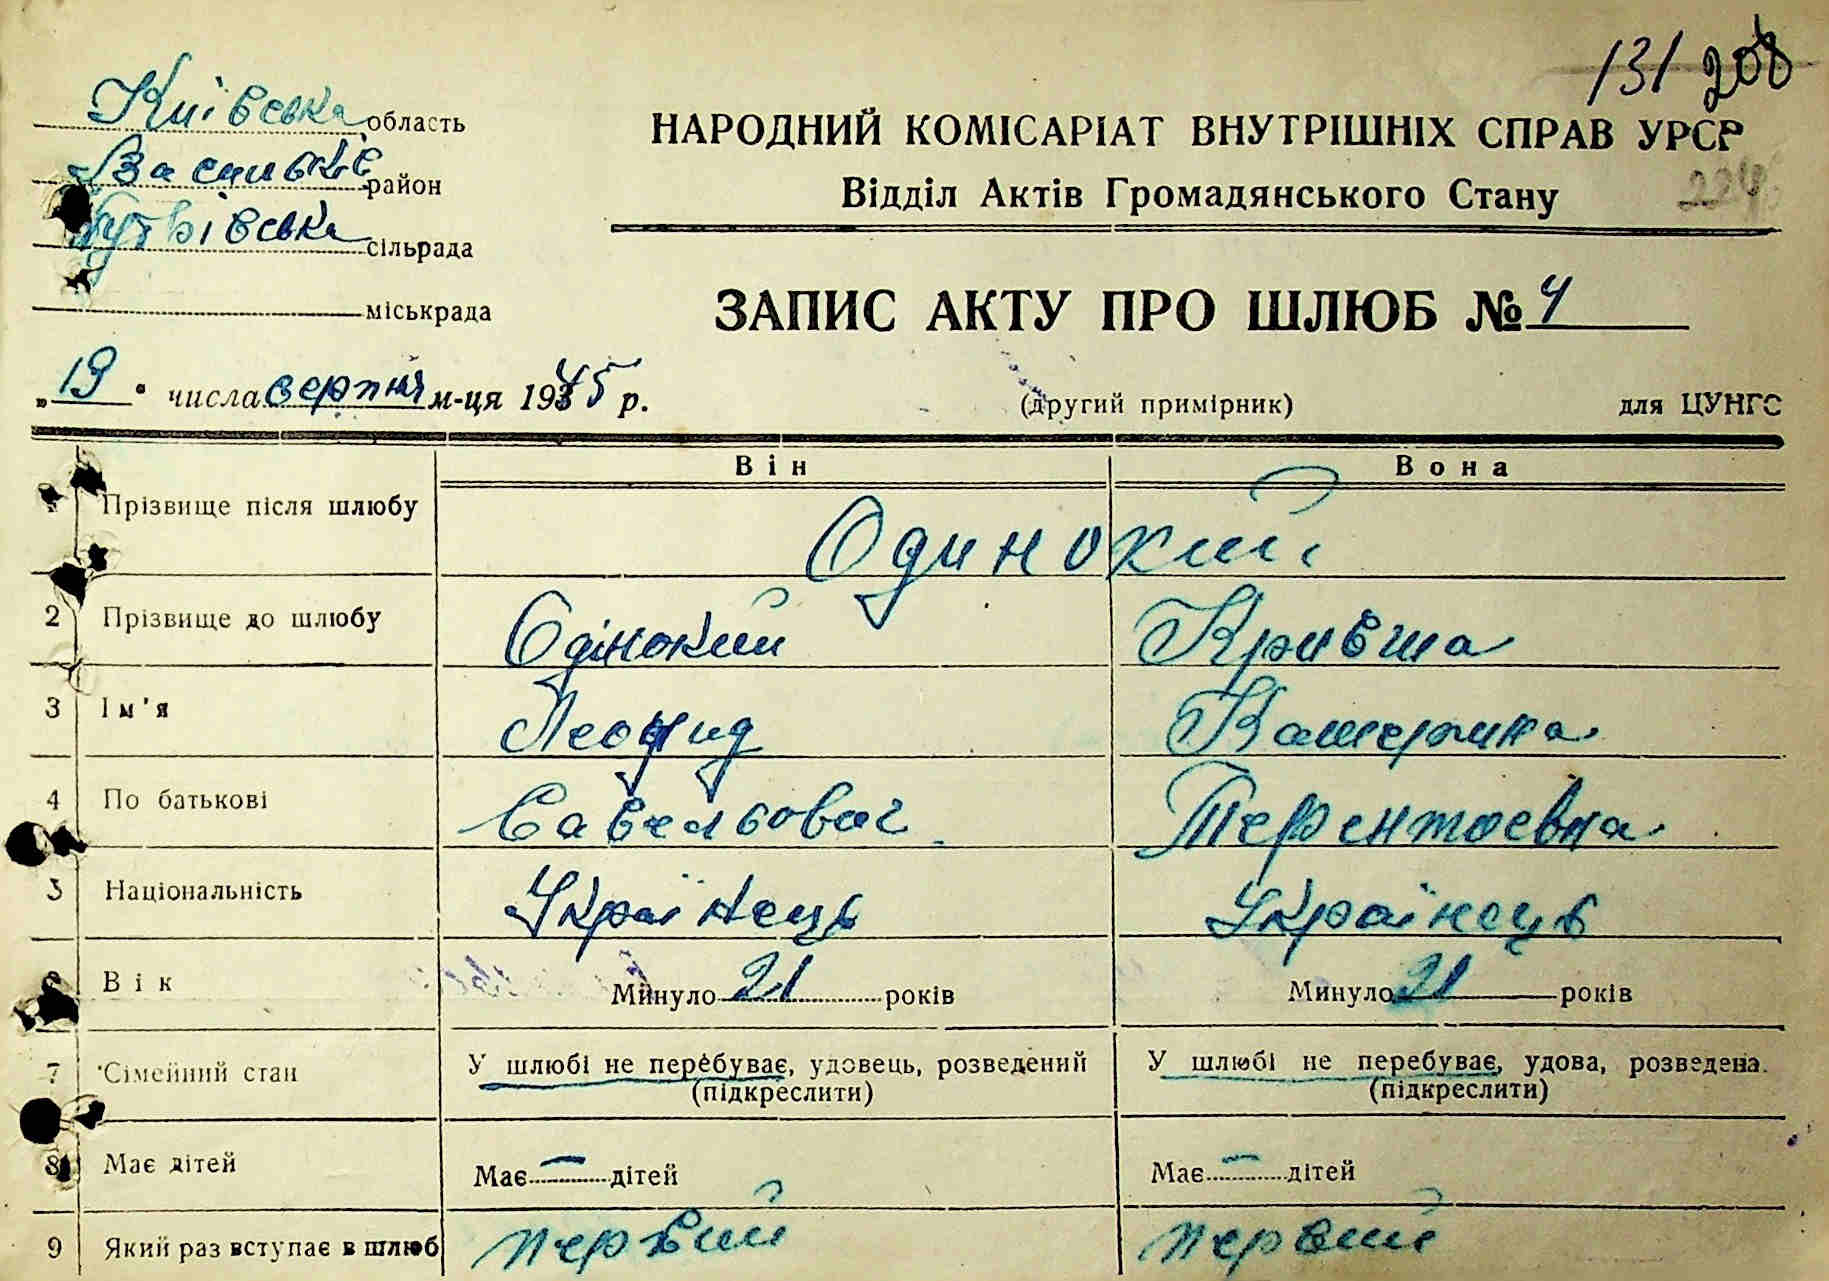 131 208
Київська область
НАРОДНИЙ КОМІСАРІАТ ВНУТРІШНІХ СПРАВ УРСР
Васильків район
Відділ Актів Громадянського Стану
224
сільрада
міськрада
ЗАПИС АКТУ ПРО ШЛЮБ № 4
„19" числа серпня м-ця 1945 р.
(другий примірник) для ЦУНГО
Він Вона
1 Прізвище після шлюбу Одинокий
2 Прізвище до шлюбу Одінокий Кривша
3 Ім'я Леонид Катерина
4 По батькові Савельович Терентьевна
5 Національність Українець Українець
6 Вік Минуло 21 років Минуло 21 років
7 Сімейний стан У шлюбі не перебуває, удовець, розведений У шлюбі не перебуває, удова, розведена.
(підкреслити) (підкреслити)
8 Має дітей Має — дітей Має — дітей
9 Який раз вступає в шлюб первий первий